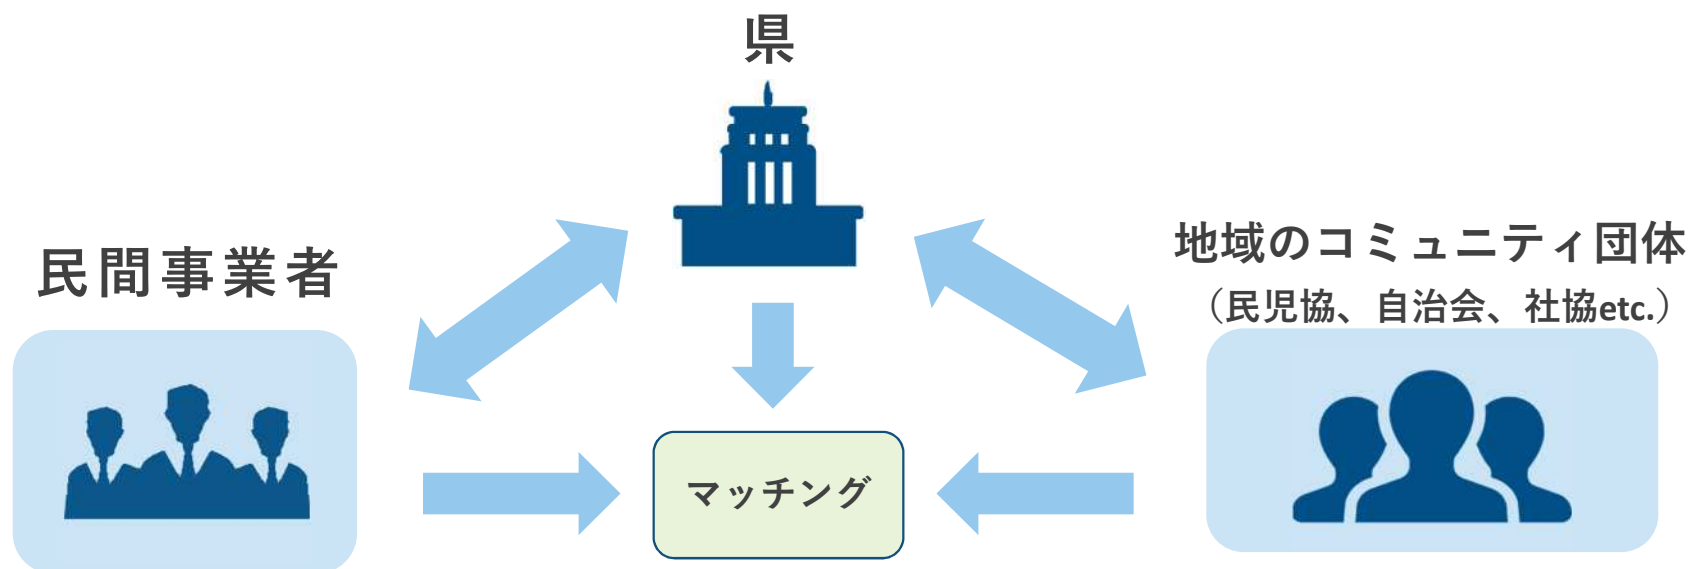 県
民間事業者
地域のコミュニティ団体
（民児協、自治会、社協etc.）
マッチング